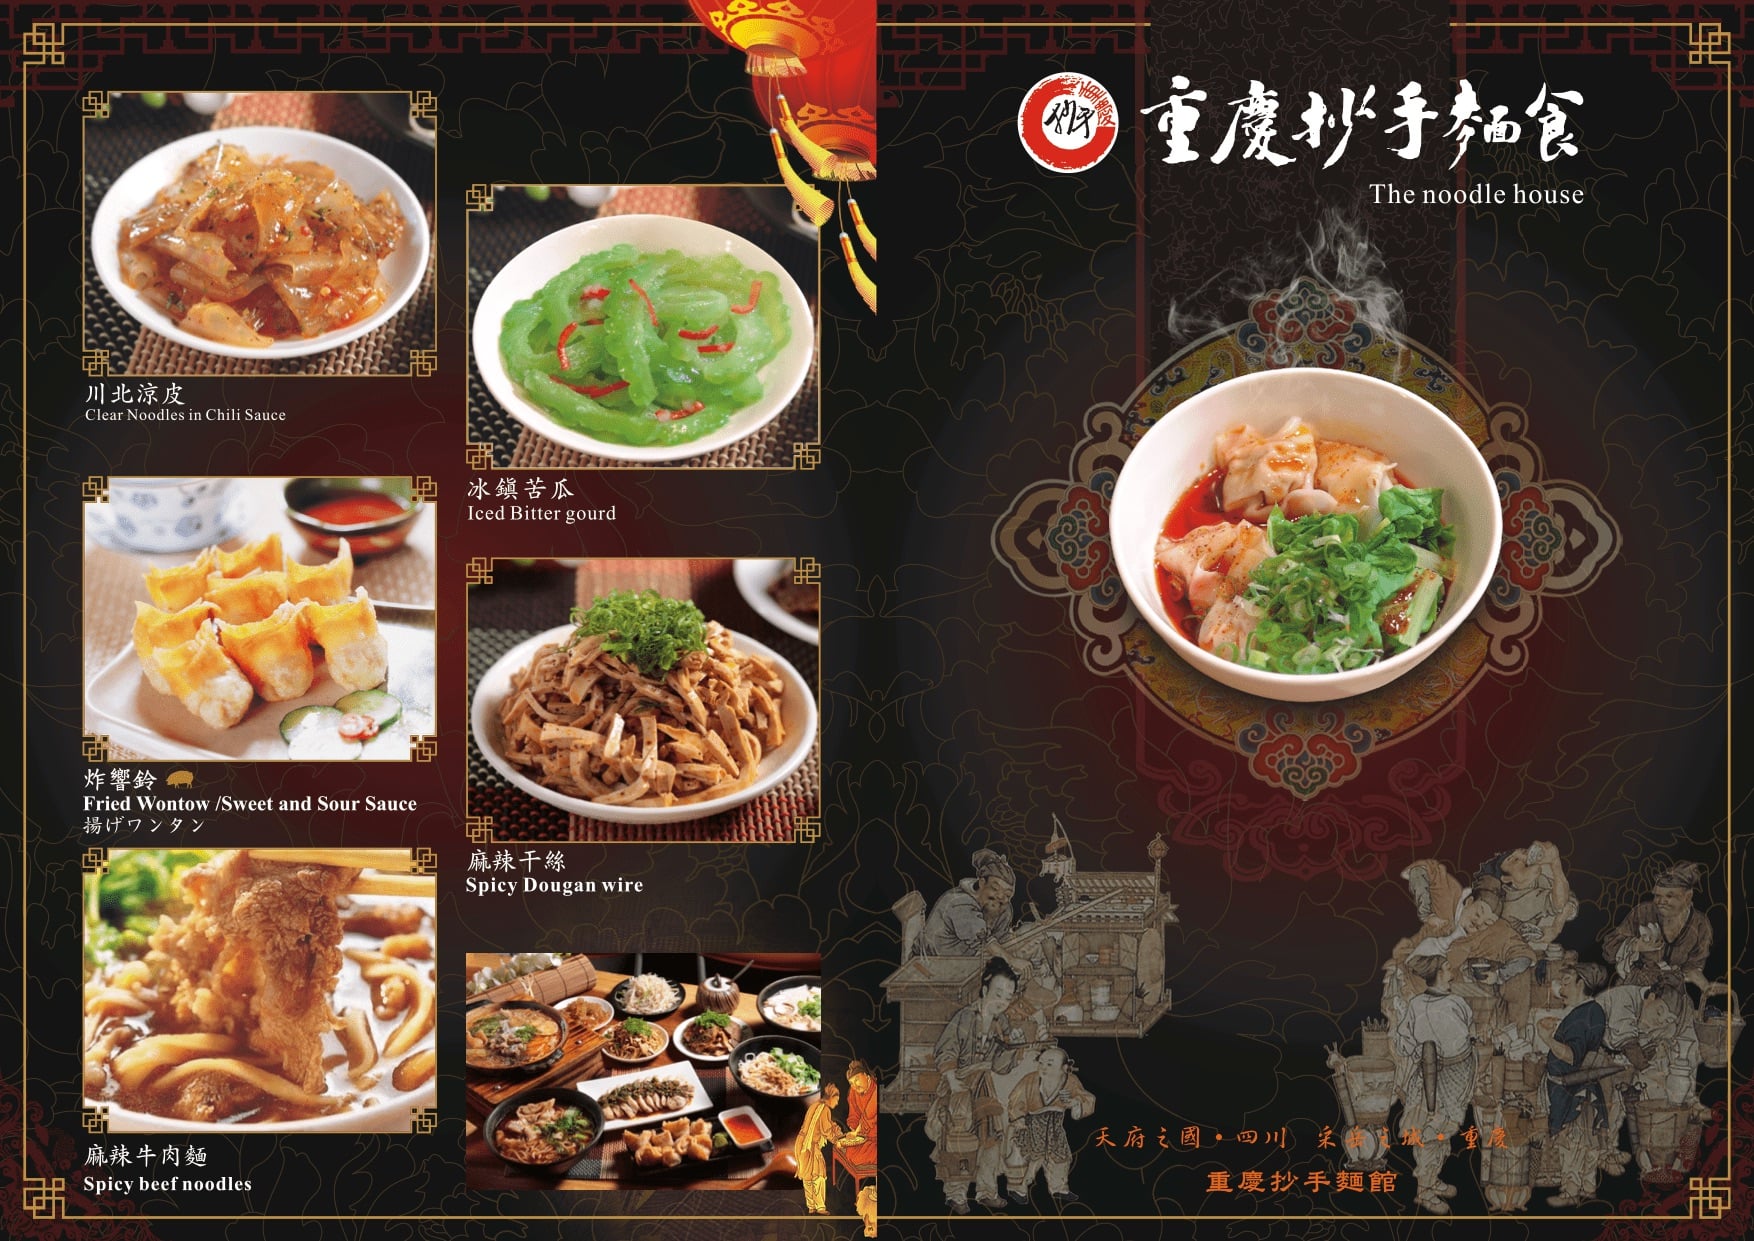 川北涼皮
Clear Noodles in Chili Sauce
冰鎮苦瓜
Iced Bitter gourd
炸響鈴
Fried Wontow /Sweet and Sour Sauce
揚げワンタン
麻辣干絲
Spicy Dougan wire
麻辣牛肉麵
Spicy beef noodles
重慶抄手麵食
The noodle house
天府之國・四川
之城・重慶
重慶抄手麵館